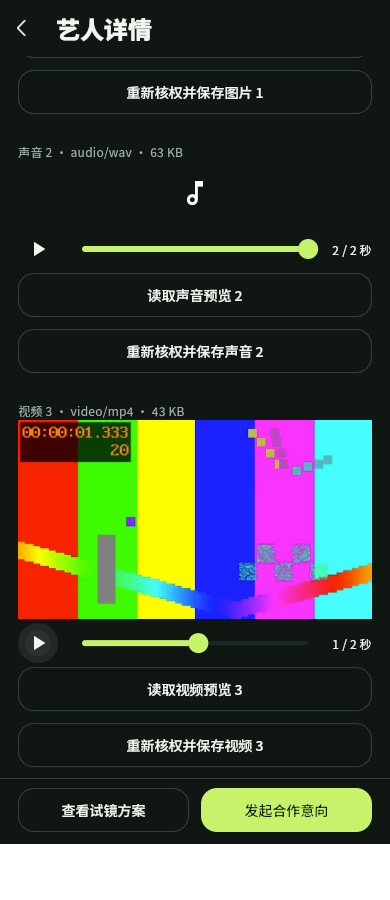 艺人详情
重新核权并保存图片 1
声音 2 • audio/wav • 63 KB
2 / 2 秒
读取声音预览 2
重新核权并保存声音 2
视频 3 • video/mp4 • 43 KB
00:00:01.333
20
1 / 2 秒
读取视频预览 3
重新核权并保存视频 3
查看试镜方案
发起合作意向